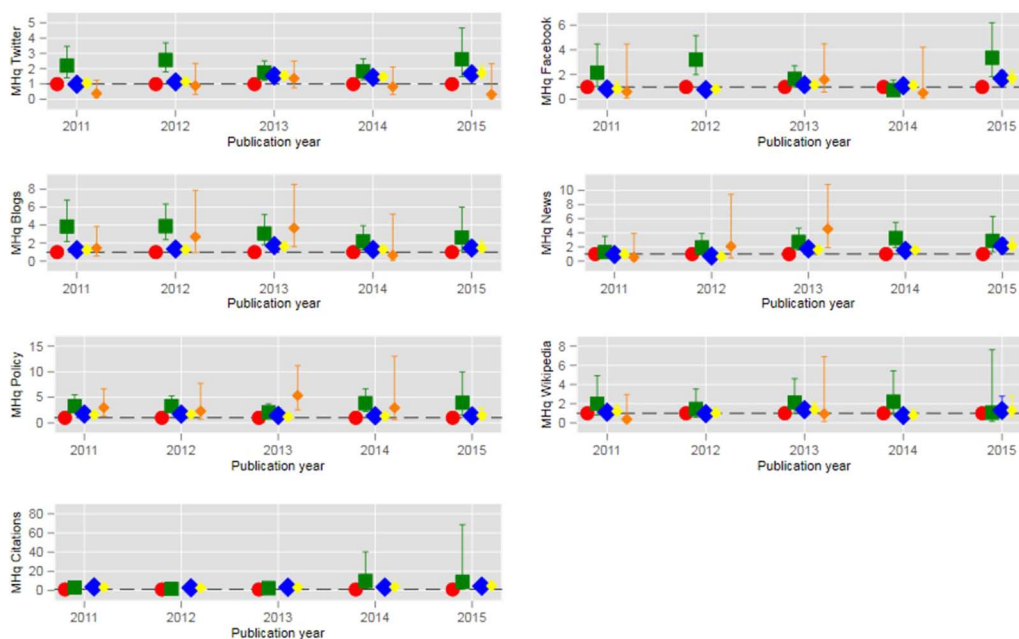 MHq Twitter
5
4
3
2
1
0
2011 2012 2013 2014 2015
Publication year
MHq Facebook
6
4
2
0
2011 2012 2013 2014 2015
Publication year
MHq Blogs
8
6
4
2
0
2011 2012 2013 2014 2015
Publication year
MHq News
10
8
6
4
2
0
2011 2012 2013 2014 2015
Publication year
MHq Policy
15
10
5
0
2011 2012 2013 2014 2015
Publication year
MHq Wikipedia
8
6
4
2
0
2011 2012 2013 2014 2015
Publication year
MHq Citations
80
60
40
20
0
2011 2012 2013 2014 2015
Publication year